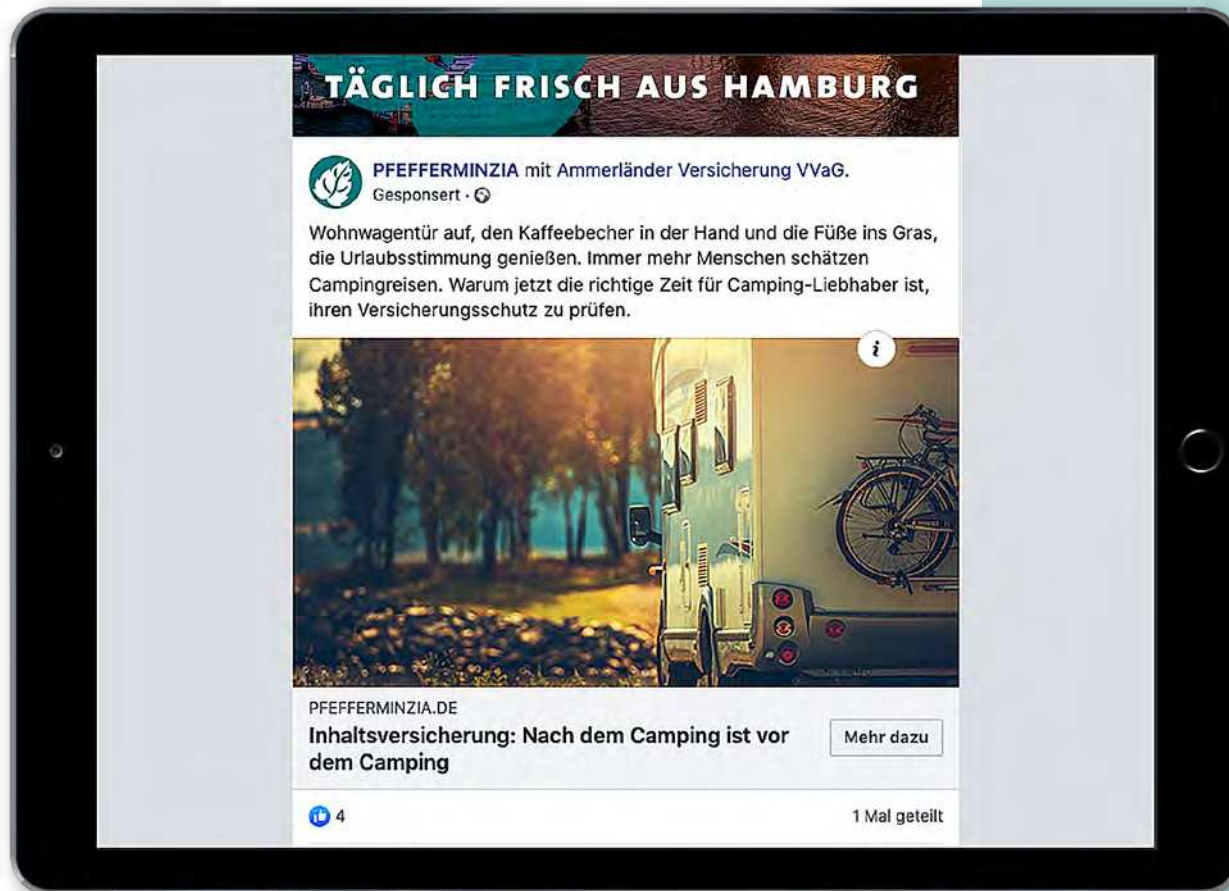 TÄGLICH FRISCH AUS HAMBURG
PFEFFERMINZIA mit Ammerländer Versicherung VVaG.
Gesponsert ·
Wohnwagentür auf, den Kaffeebecher in der Hand und die Füße ins Gras,
die Urlaubsstimmung genießen. Immer mehr Menschen schätzen
Campingreisen. Warum jetzt die richtige Zeit für Camping-Liebhaber ist,
ihren Versicherungsschutz zu prüfen.
i
PFEFFERMINZIA.DE
Inhaltsversicherung: Nach dem Camping ist vor
dem Camping
Mehr dazu
4
1 Mal geteilt